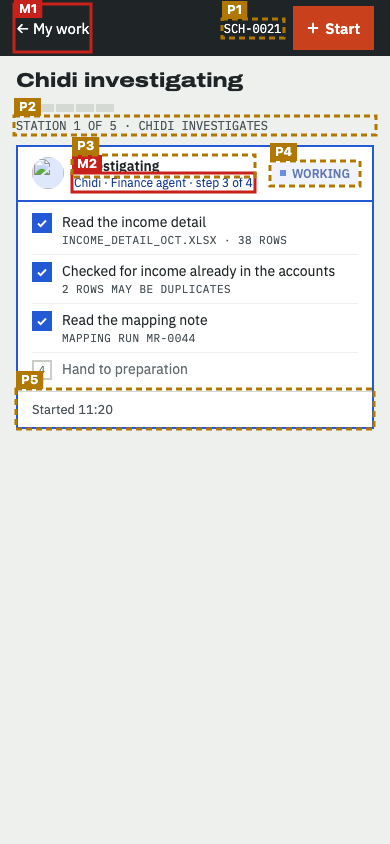 M1
P1
← My work
SCH-0021
+ Start
Chidi investigating
P2
STATION 1 OF 5 · CHIDI INVESTIGATES
P3
P4
M2
Chidi · Finance agent · step 3 of 4
WORKING
Read the income detail
INCOME_DETAIL_OCT.XLSX · 38 ROWS
Checked for income already in the accounts
2 ROWS MAY BE DUPLICATES
Read the mapping note
MAPPING RUN MR-0044
4 Hand to preparation
P5
Started 11:20